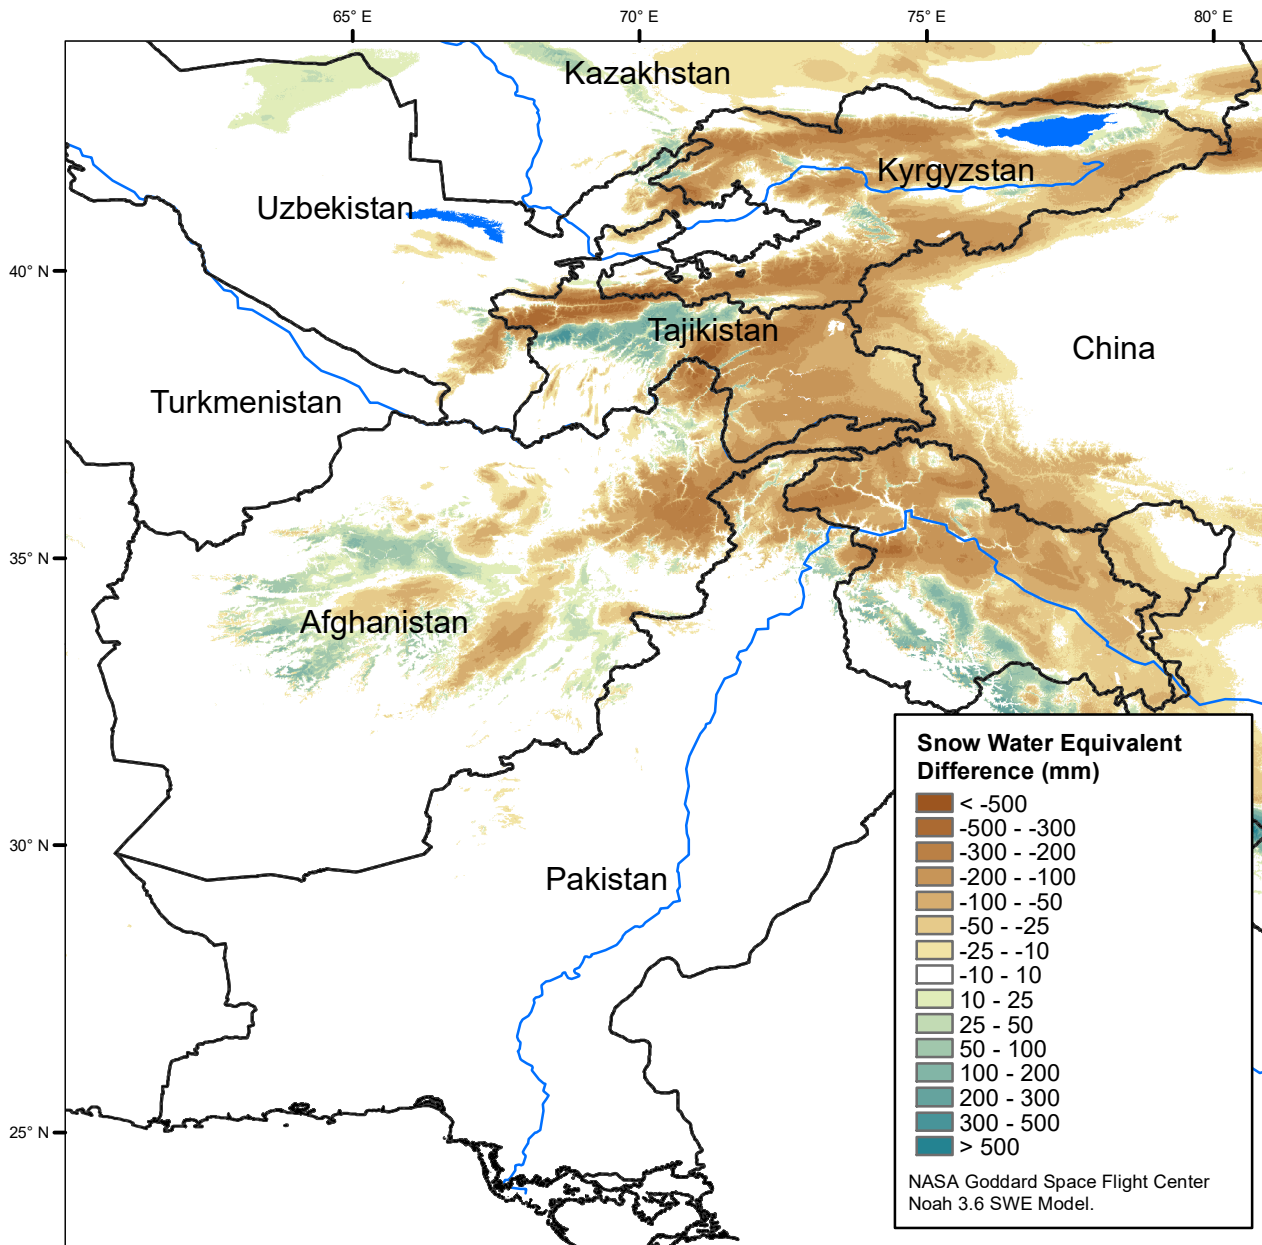 65° E
70° E
75° E
80° E
Kazakhstan
Kyrgyzstan
Uzbekistan
40° N
Tajikistan
China
Turkmenistan
35° N
Afghanistan
30° N
Pakistan
25° N
Snow Water Equivalent
Difference (mm)
< -500
-500 - -300
-300 - -200
-200 - -100
-100 - -50
-50 - -25
-25 - -10
-10 - 10
10 - 25
25 - 50
50 - 100
100 - 200
200 - 300
300 - 500
> 500
NASA Goddard Space Flight Center
Noah 3.6 SWE Model.